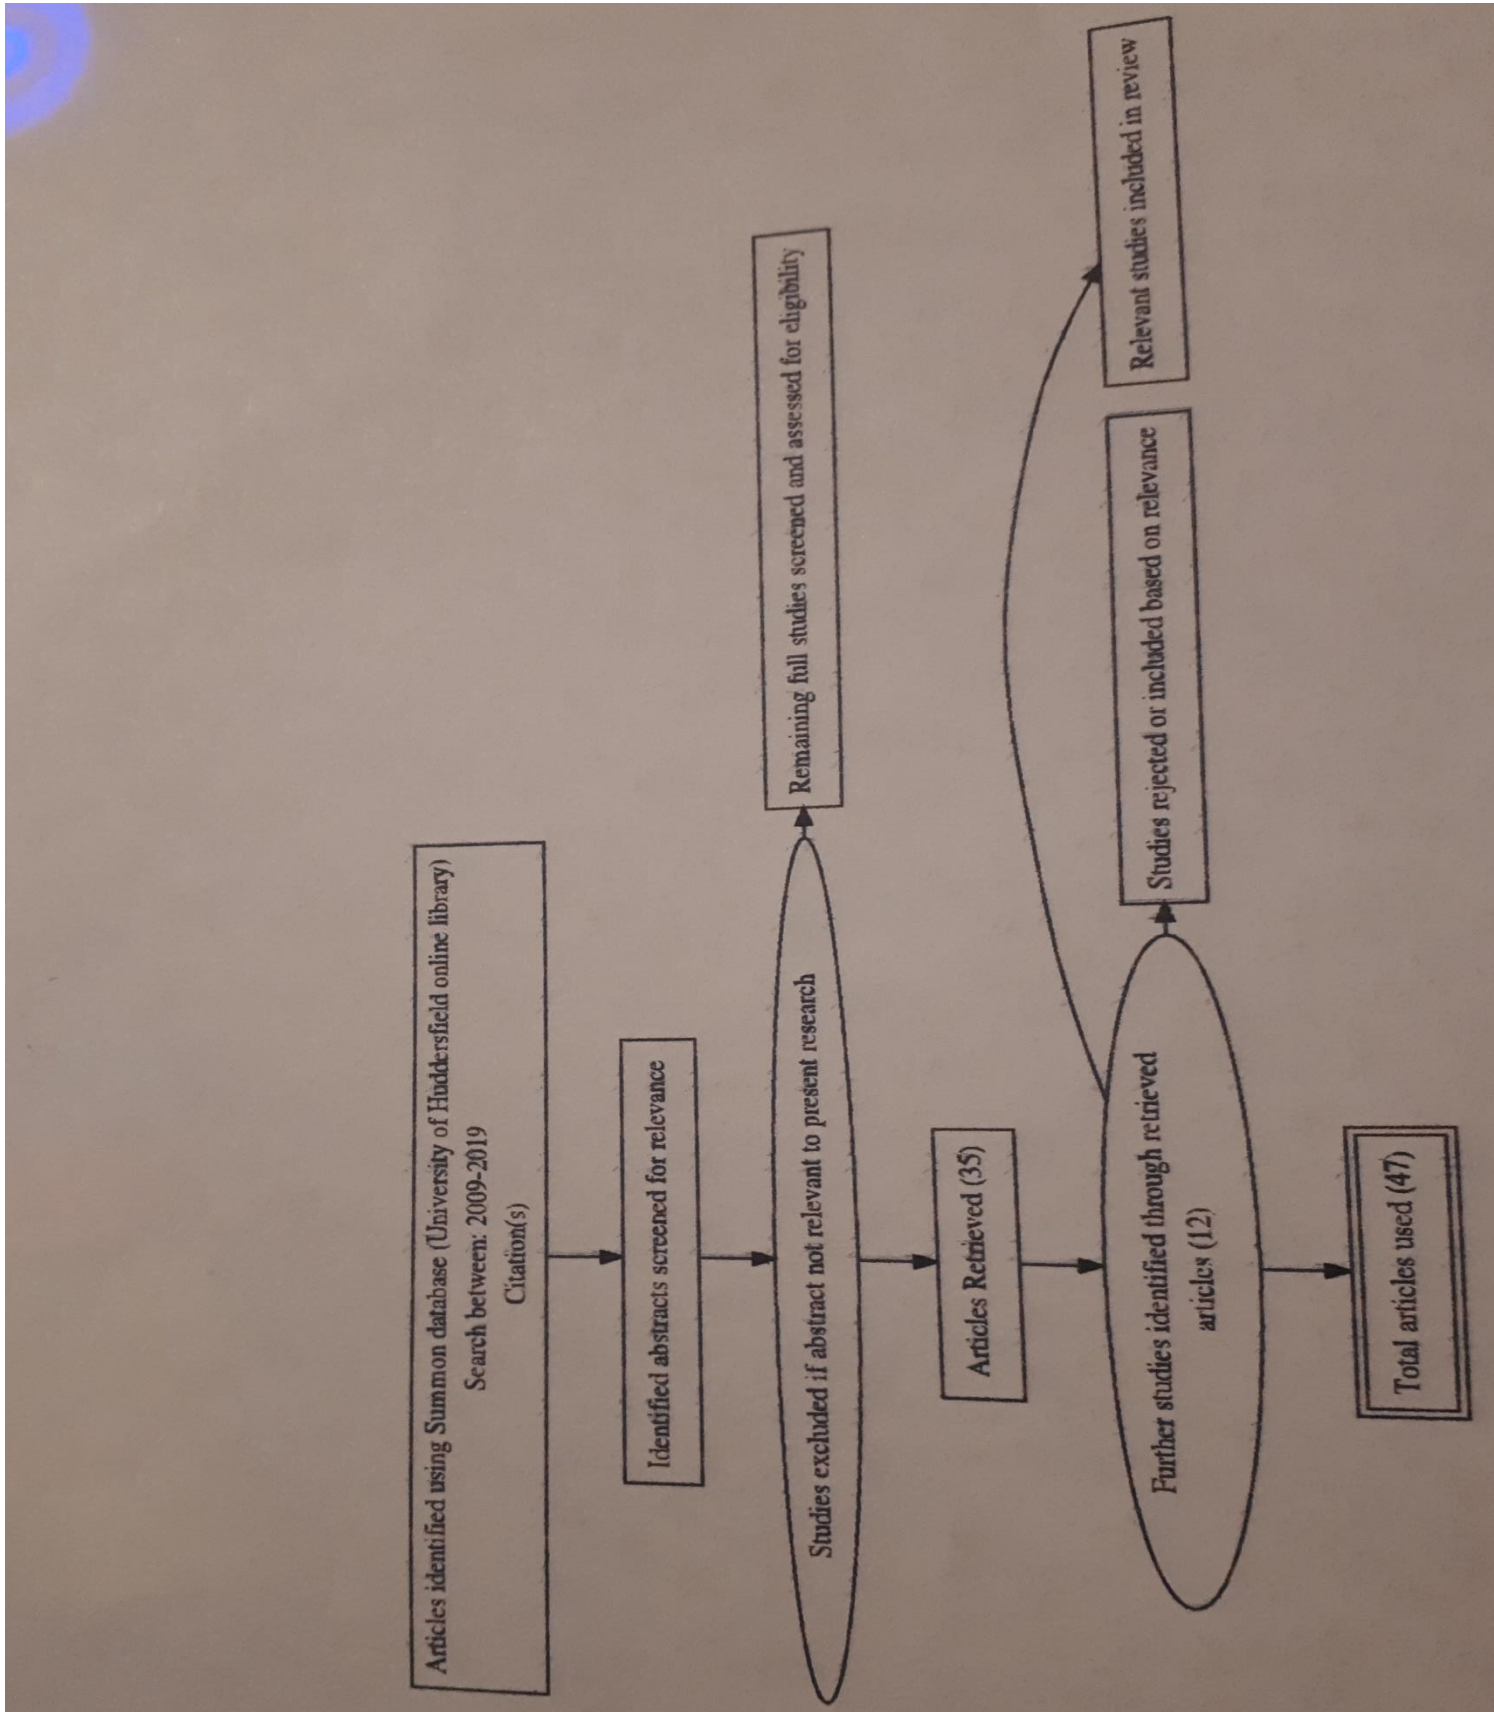 Articles identified using Summon database (University of Huddersfield online library)
Search between: 2009-2019
Citation(s)
Identified abstracts screened for relevance
Studies excluded if abstract not relevant to present research
Remaining full studies screened and assessed for eligibility
Articles Retrieved (35)
Further studies identified through retrieved
articles (12)
Studies rejected or included based on relevance
Relevant studies included in review
Total articles used (47)